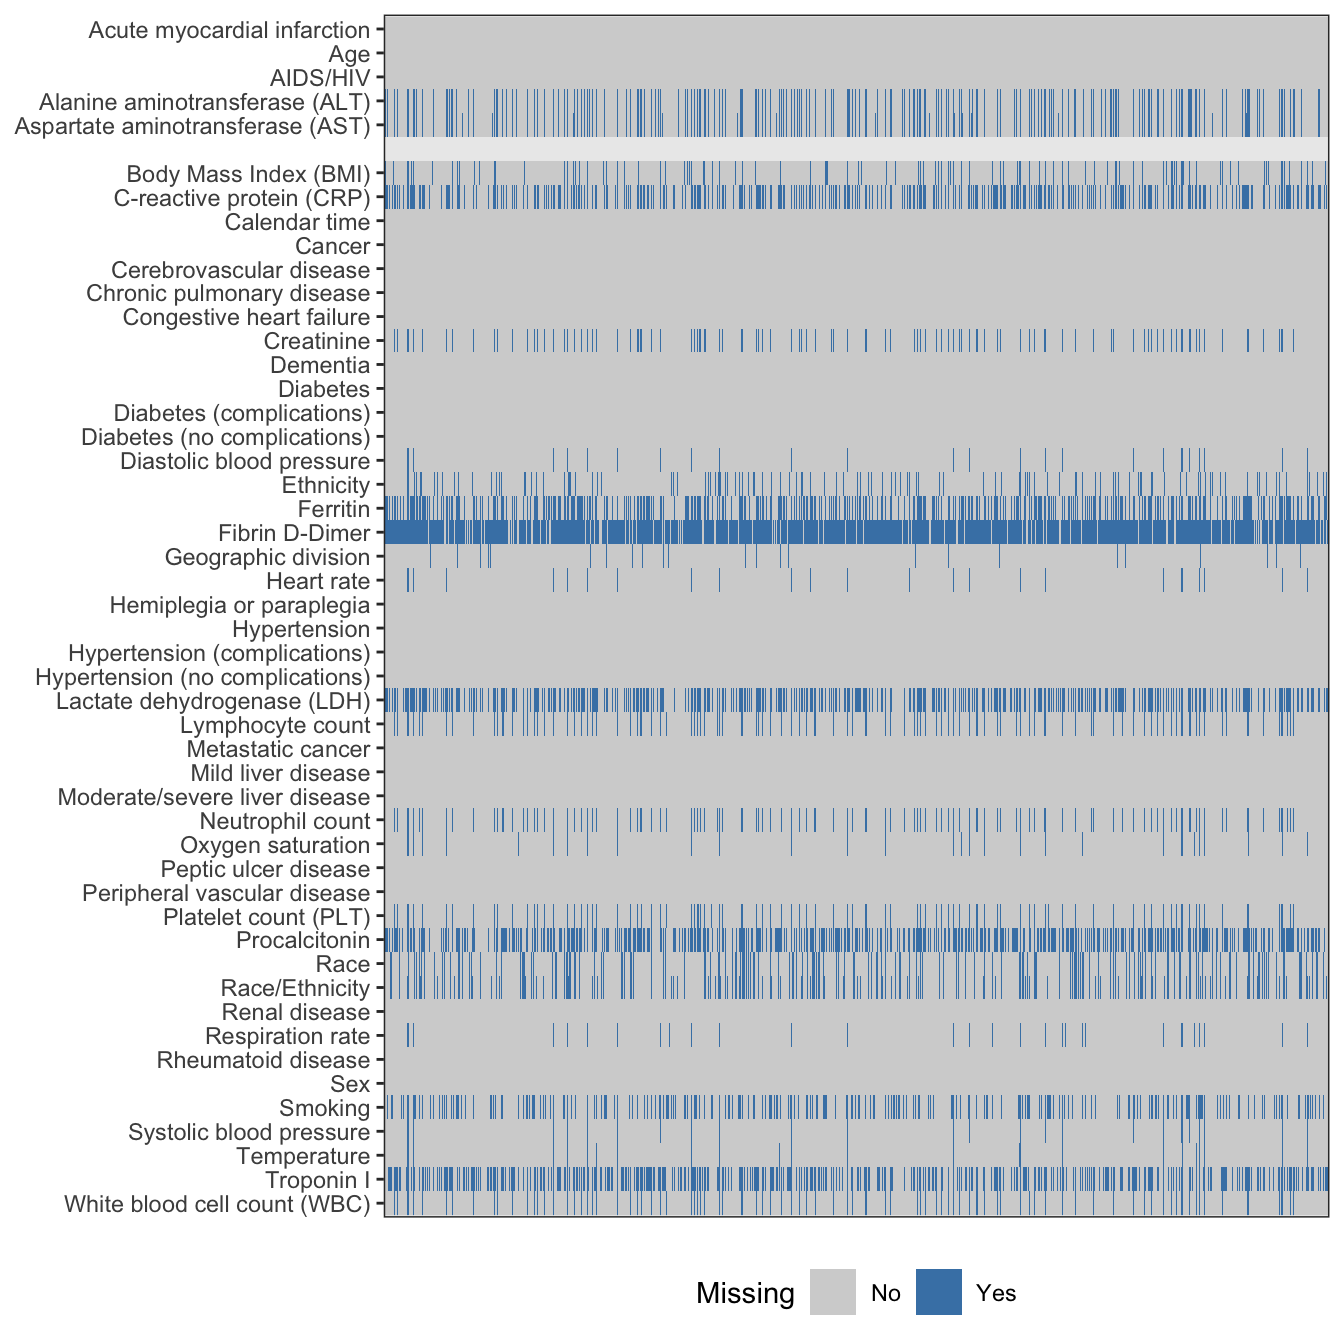 Acute myocardial infarction
Age
AIDS/HIV
Alanine aminotransferase (ALT)
Aspartate aminotransferase (AST)
Body Mass Index (BMI)
C-reactive protein (CRP)
Calendar time
Cancer
Cerebrovascular disease
Chronic pulmonary disease
Congestive heart failure
Creatinine
Dementia
Diabetes
Diabetes (complications)
Diabetes (no complications)
Diastolic blood pressure
Ethnicity
Ferritin
Fibrin D-Dimer
Geographic division
Heart rate
Hemiplegia or paraplegia
Hypertension
Hypertension (complications)
Hypertension (no complications)
Lactate dehydrogenase (LDH)
Lymphocyte count
Metastatic cancer
Mild liver disease
Moderate/severe liver disease
Neutrophil count
Oxygen saturation
Peptic ulcer disease
Peripheral vascular disease
Platelet count (PLT)
Procalcitonin
Race
Race/Ethnicity
Renal disease
Respiration rate
Rheumatoid disease
Sex
Smoking
Systolic blood pressure
Temperature
Troponin I
White blood cell count (WBC)
Missing No Yes